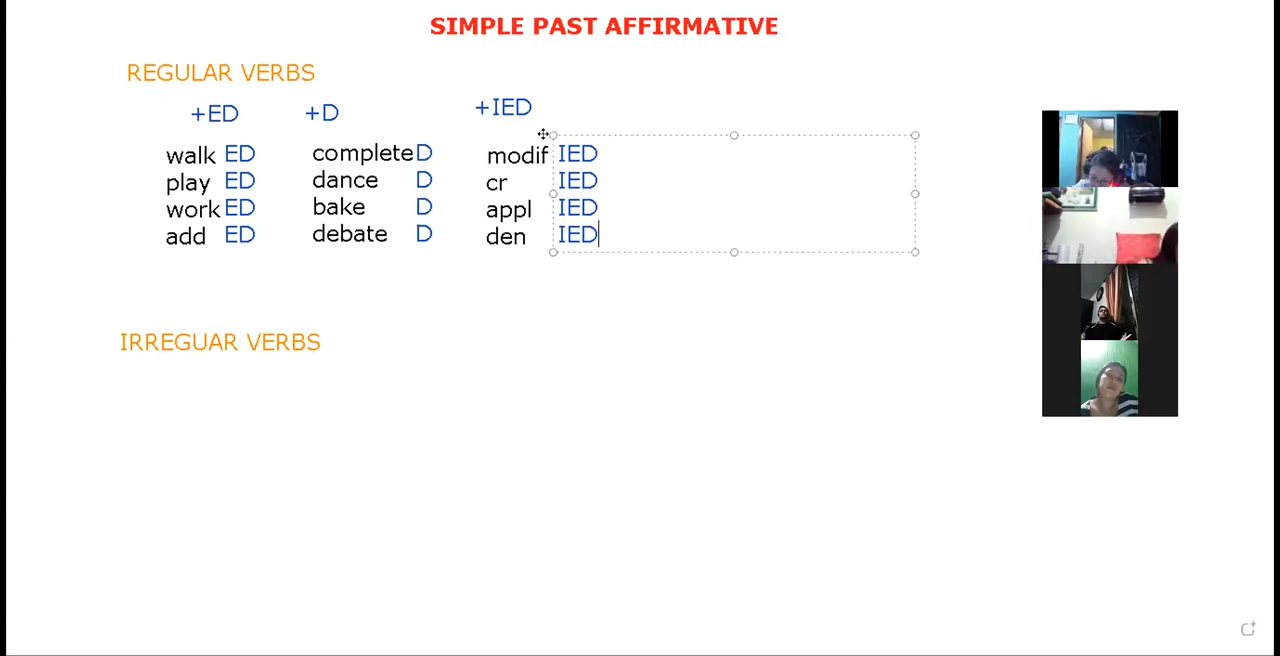 SIMPLE PAST AFFIRMATIVE
REGULAR VERBS
+ED +D +IED
walk ED complete D modif IED
play ED dance D cr IED
work ED bake D appl IED
add ED debate D den IED
IRREGUAR VERBS